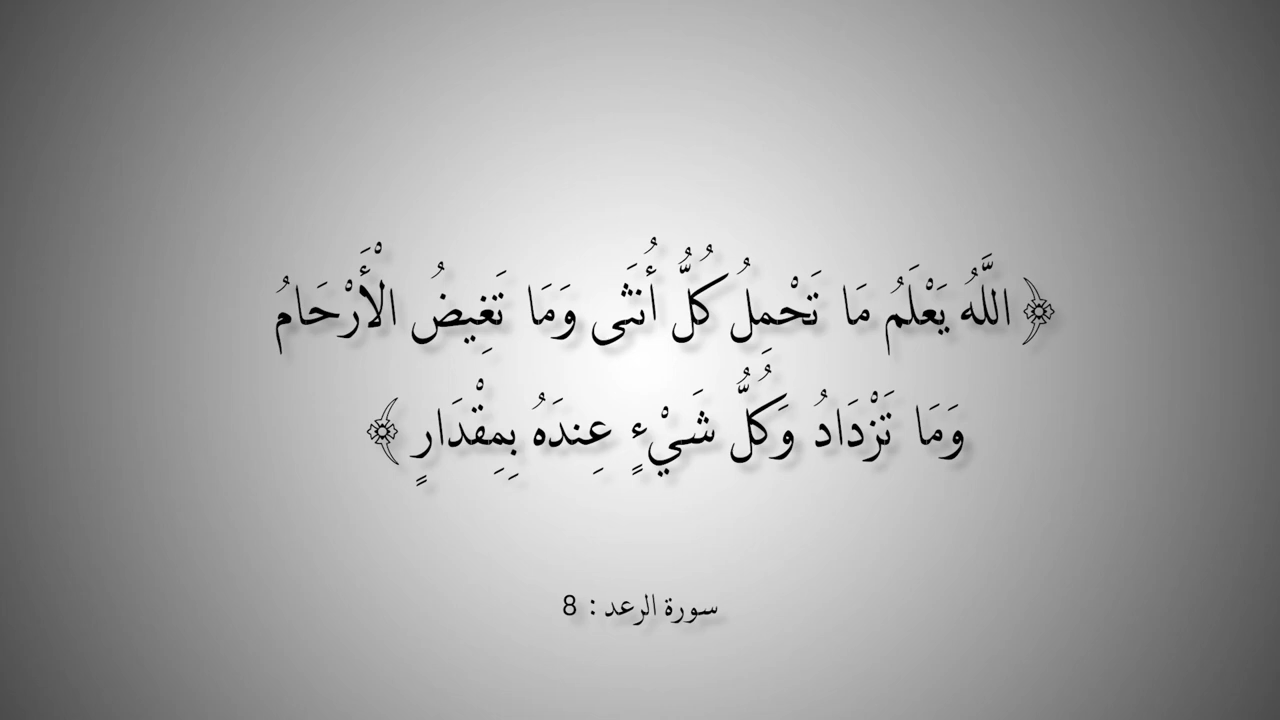 ﴿اللَّهُ يَعْلَمُ مَا تَحْمِلُ كُلُّ أُنثَى وَمَا تَغِيضُ الْأَرْحَامُ
وَمَا تَزْدَادُ وَكُلُّ شَيْءٍ عِندَهُ بِمِقْدَارٍ﴾
سورة الرعد : 8